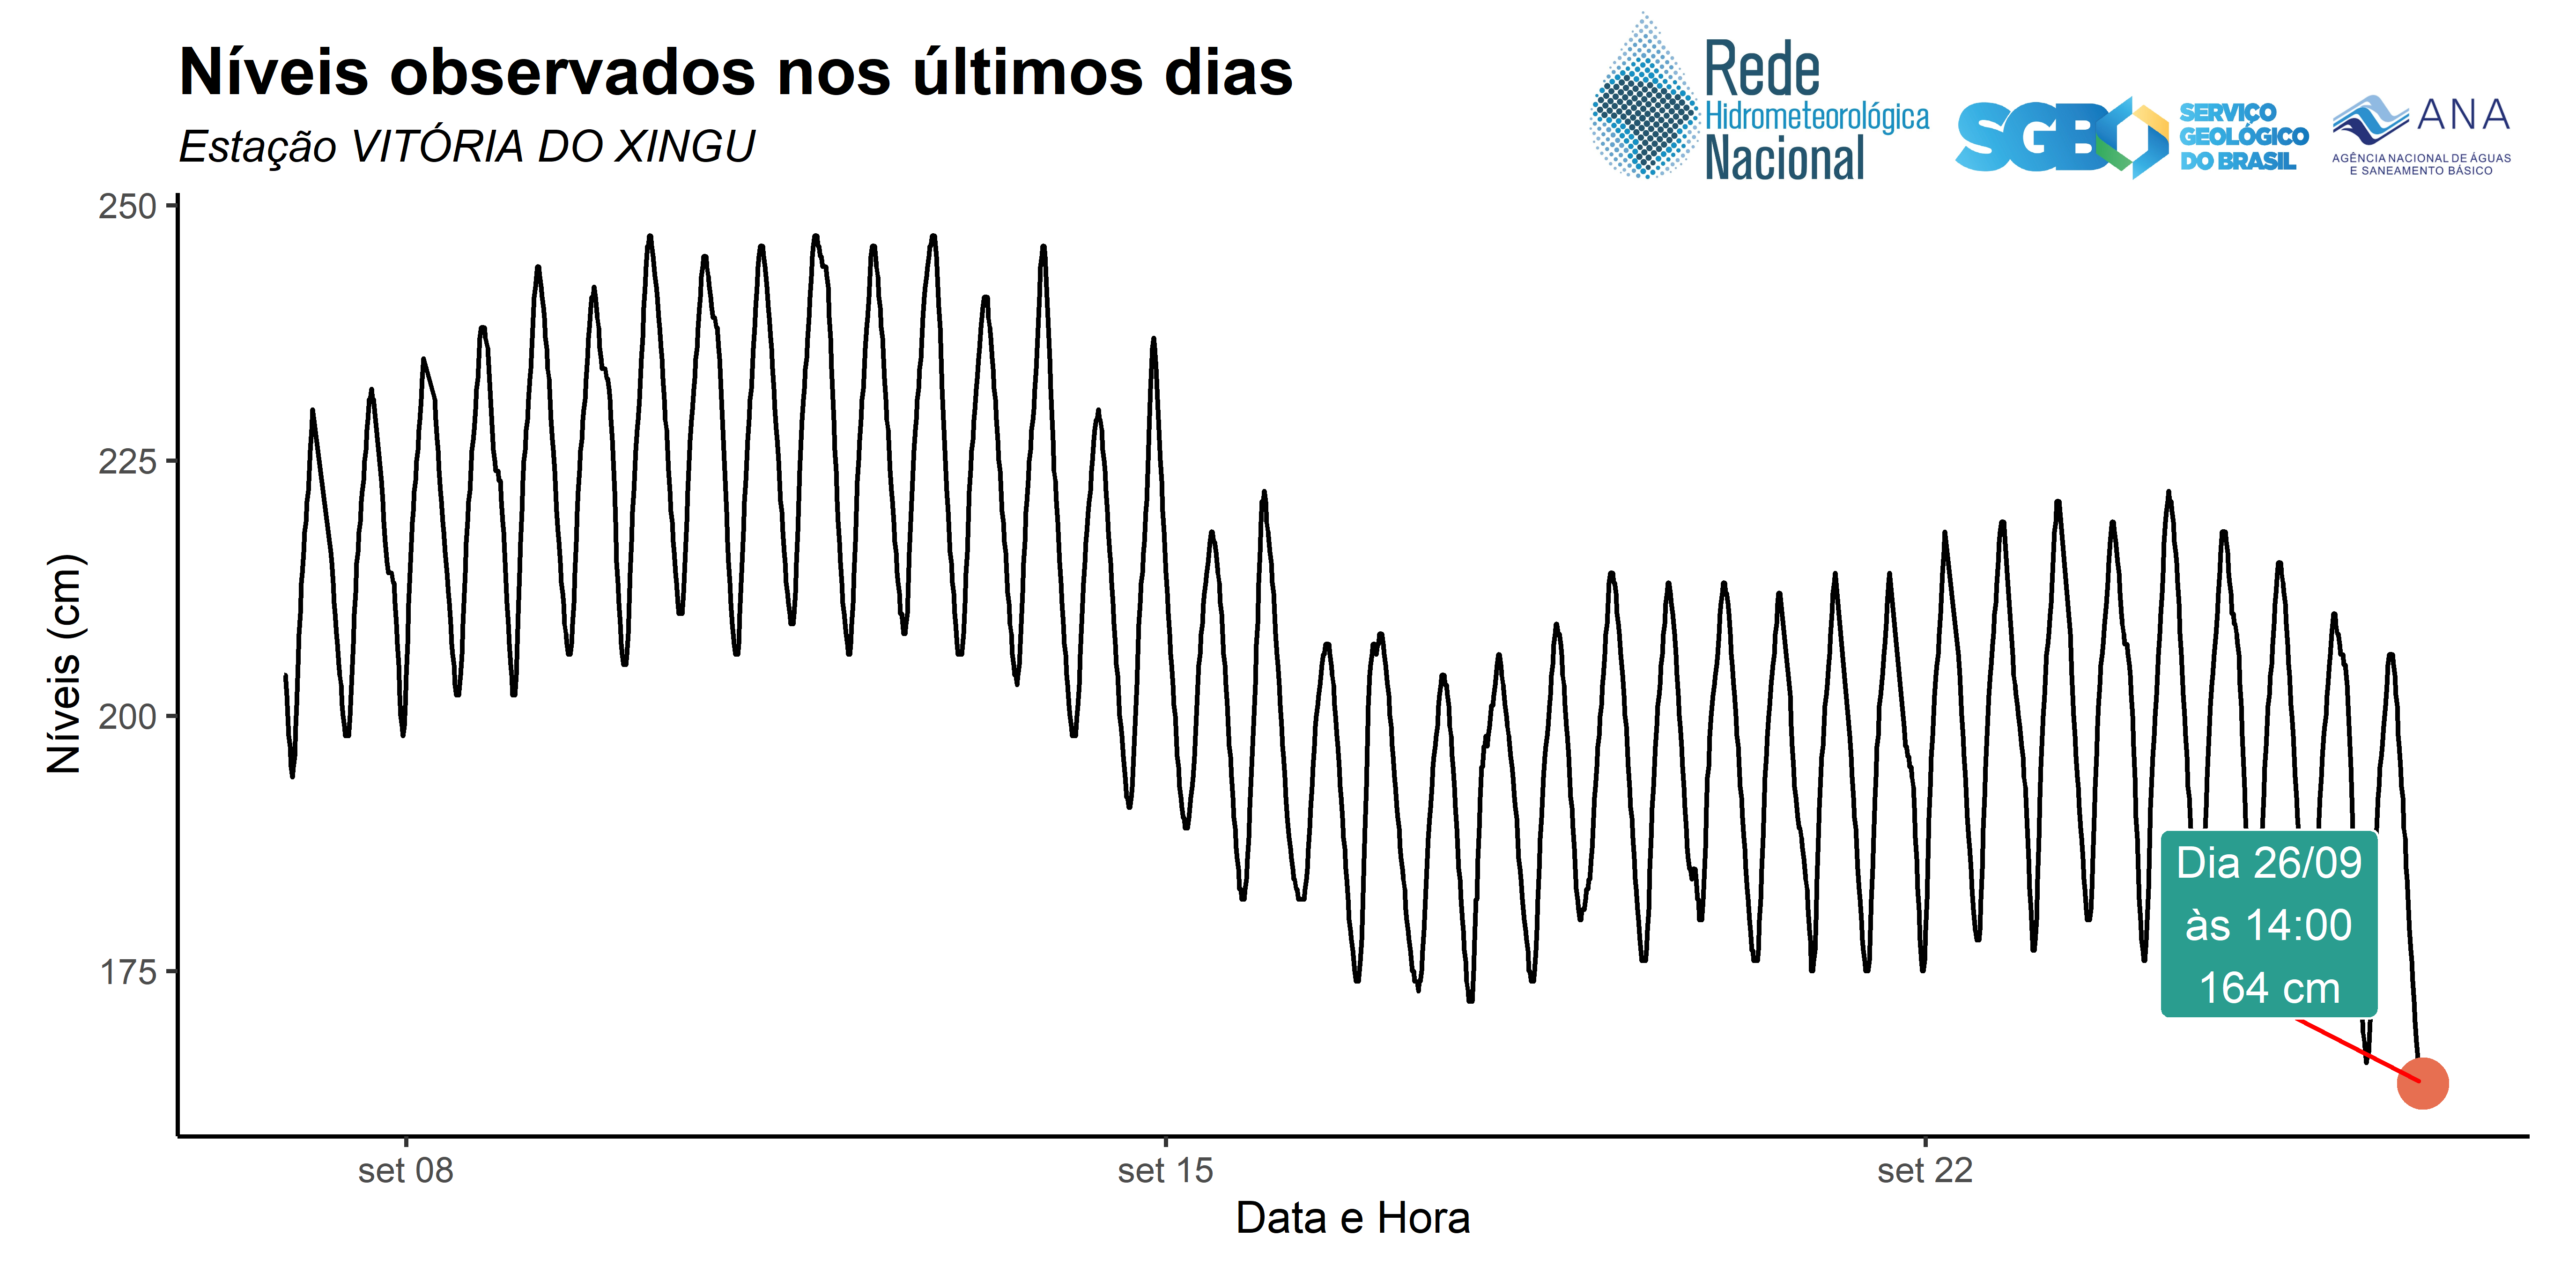 Níveis observados nos últimos dias
Estação VITÓRIA DO XINGU
Rede
Hidrometeorológica
Nacional
SGB
SERVIÇO
GEOLÓGICO
DO BRASIL
ANA
AGÊNCIA NACIONAL DE ÁGUAS
E SANEAMENTO BÁSICO
Níveis (cm)
250
225
200
175
Dia 26/09
às 14:00
164 cm
set 08
set 15
set 22
Data e Hora